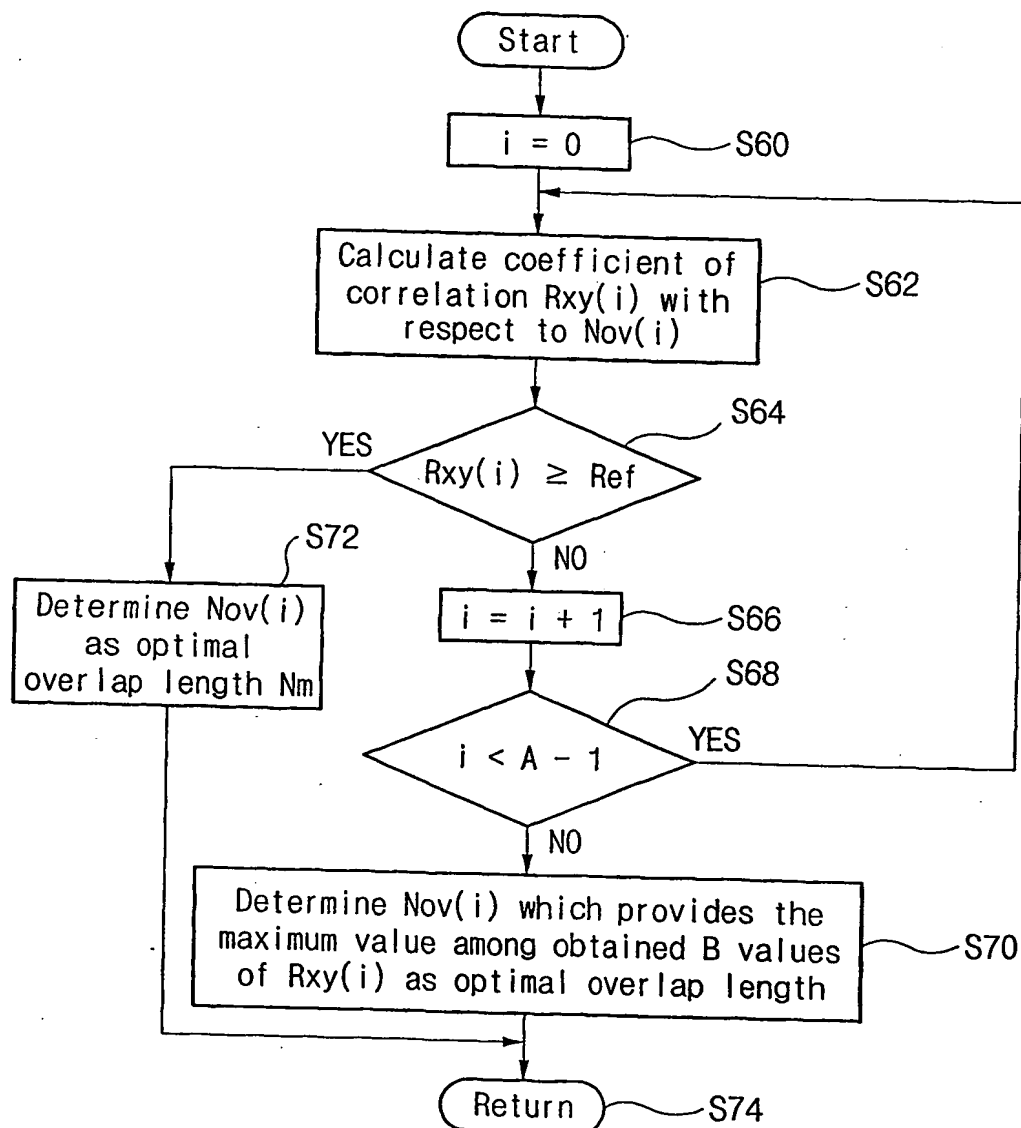 Start
i = 0
S60
Calculate coefficient of
correlation Rxy(i) with
respect to Nov(i)
S62
S64
YES
Rxy(i) ≥ Ref
S72
NO
Determine Nov(i)
as optimal
overlap length Nm
i = i + 1
S66
S68
i < A - 1
YES
NO
Determine Nov(i) which provides the
maximum value among obtained B values
of Rxy(i) as optimal overlap length
S70
Return
S74